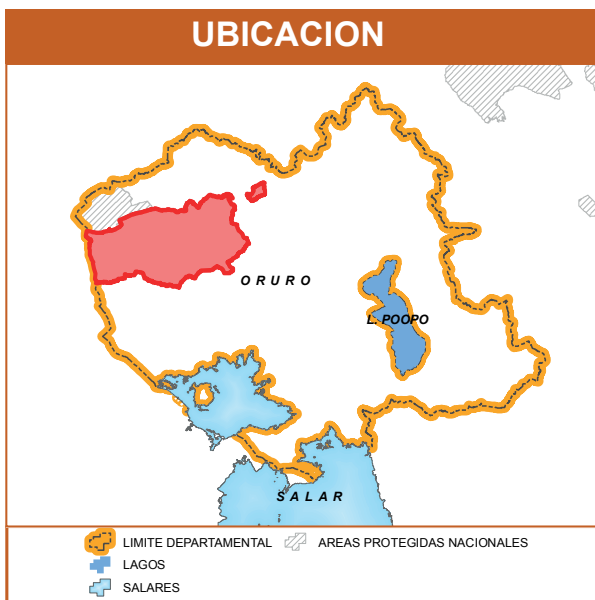 UBICACION
ORURO
L. POOPO
SALAR
LIMITE DEPARTAMENTAL AREAS PROTEGIDAS NACIONALES
LAGOS
SALARES